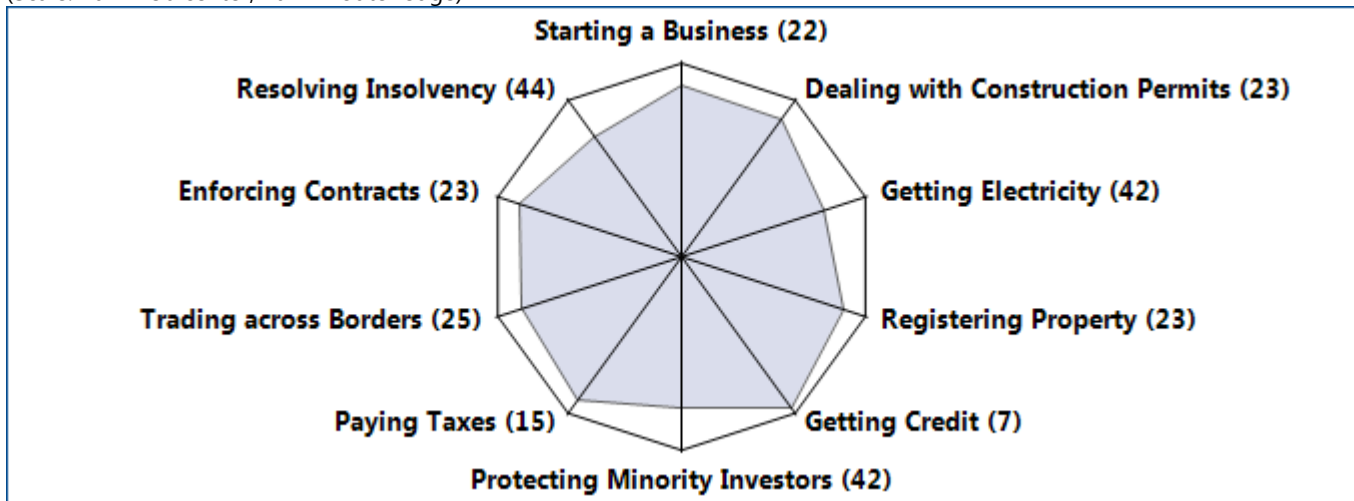 Starting a Business (22)
Resolving Insolvency (44)
Dealing with Construction Permits (23)
Enforcing Contracts (23)
Getting Electricity (42)
Trading across Borders (25)
Registering Property (23)
Paying Taxes (15)
Getting Credit (7)
Protecting Minority Investors (42)